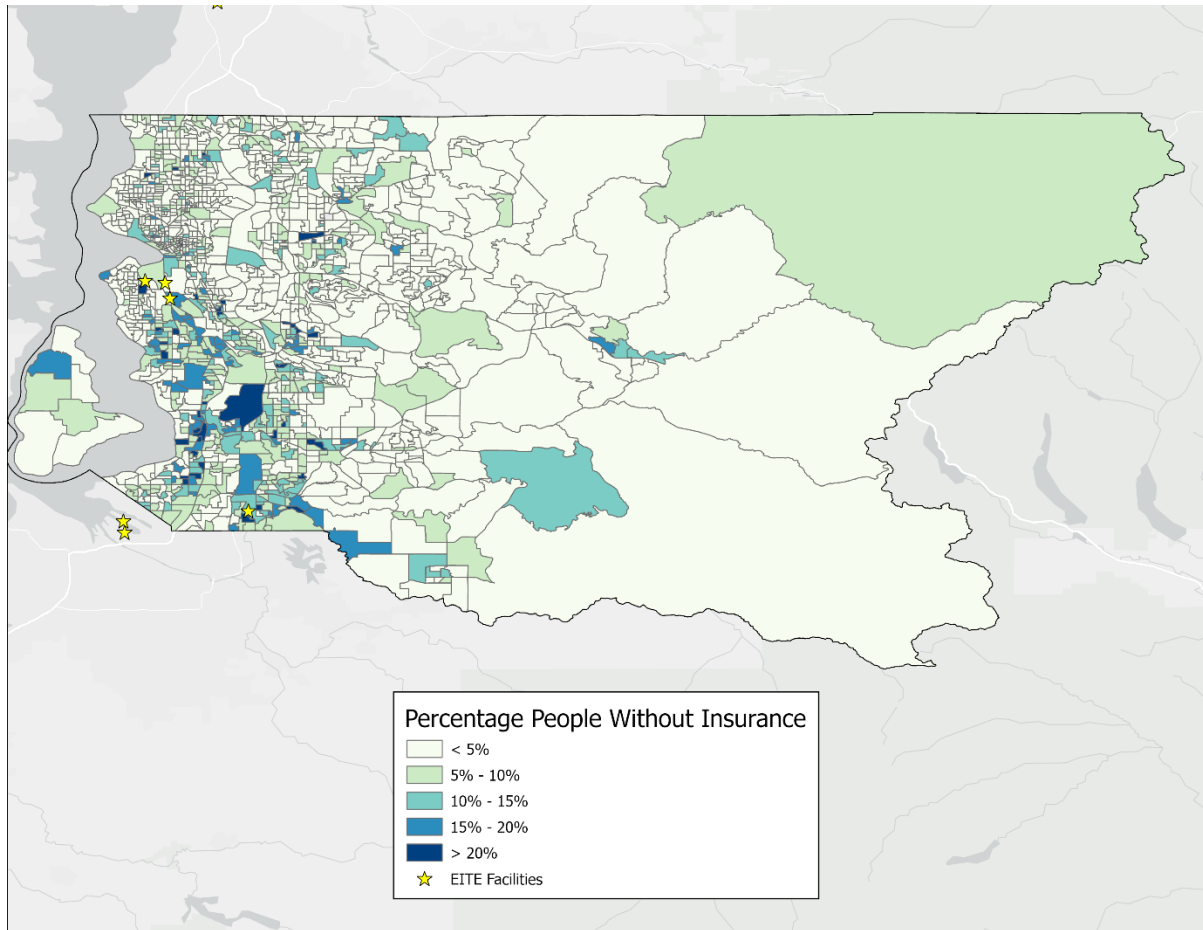 Percentage People Without Insurance
< 5%
5% - 10%
10% - 15%
15% - 20%
> 20%
EITE Facilities